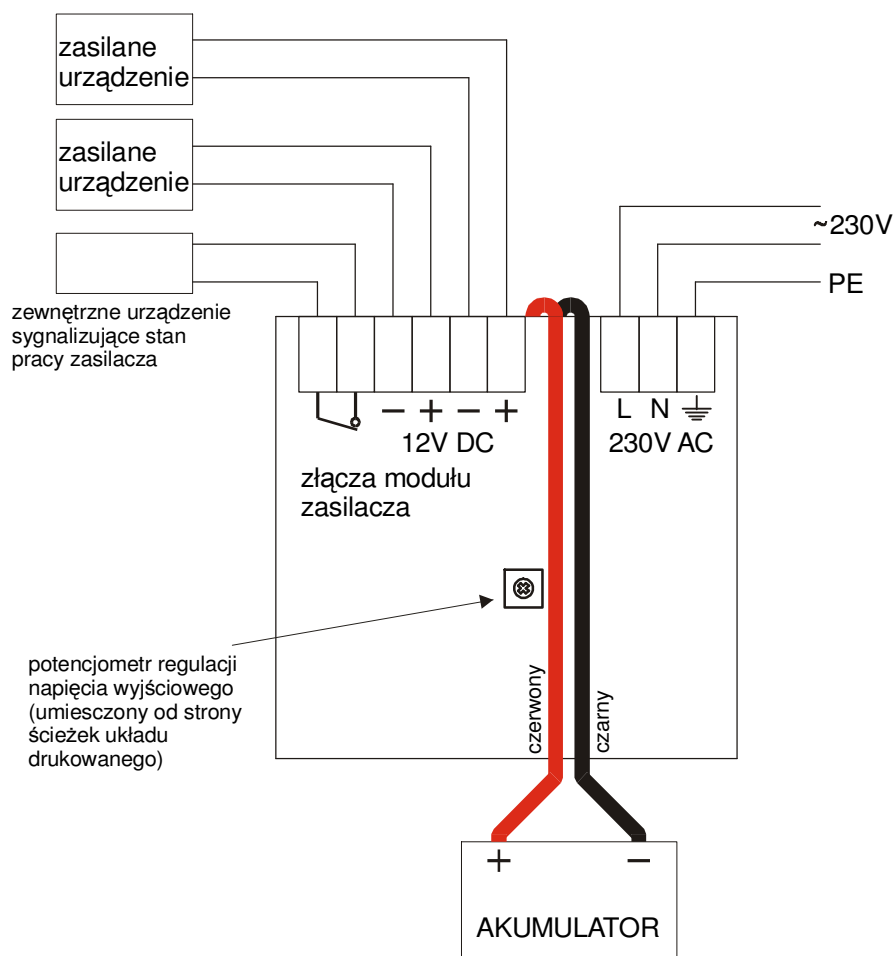 zasilane
urządzenie
zasilane
urządzenie
zewnętrzne urządzenie
sygnalizujące stan
pracy zasilacza
~230V
PE
− + − +
12V DC
L N
230V AC
złącza modułu
zasilacza
potencjometr regulacji
napięcia wyjściowego
(umiesczony od strony
ścieżek układu
drukowanego)
czerwony
czarny
+ −
AKUMULATOR